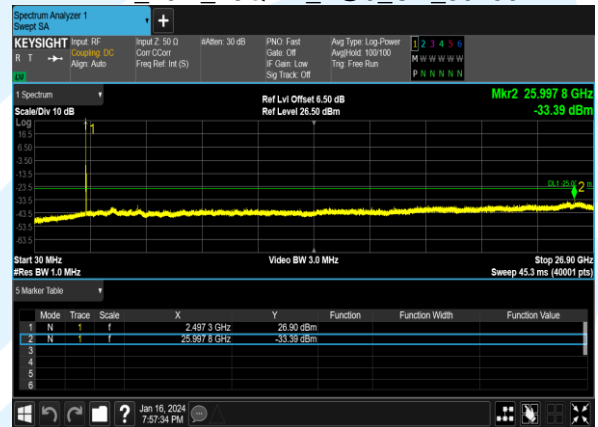 Spectrum Analyzer 1
Swept SA
+
KEYSIGHT Input: RF Input Z: 50 Ω #Atten: 30 dB PNO: Fast Avg Type: Log-Power 1 2 3 4 5 6
R T Coupling: DC Corr CCorr Gate: Off Avg|Hold: 100/100 M W W W W W
Align: Auto Freq Ref: Int (S) IF Gain: Low Trig: Free Run
Sig Track: Off P N N N N N
LV
1 Spectrum Ref Lvl Offset 6.50 dB Mkr2 25.997 8 GHz
Scale/Div 10 dB Ref Level 26.50 dBm -33.39 dBm
Log
16.5 1
6.50
-3.50
-13.5
-23.5 DL1 -25.0 2
-33.5
-43.5
-53.5
-63.5
Start 30 MHz Video BW 3.0 MHz Stop 26.90 GHz
#Res BW 1.0 MHz Sweep 45.3 ms (40001 pts)
5 Marker Table
Mode Trace Scale X Y Function Function Width Function Value
1 N 1 f 2.497 3 GHz 26.90 dBm
2 N 1 f 25.997 8 GHz -33.39 dBm
3
4
5
6
? Jan 16, 2024
7:57:34 PM